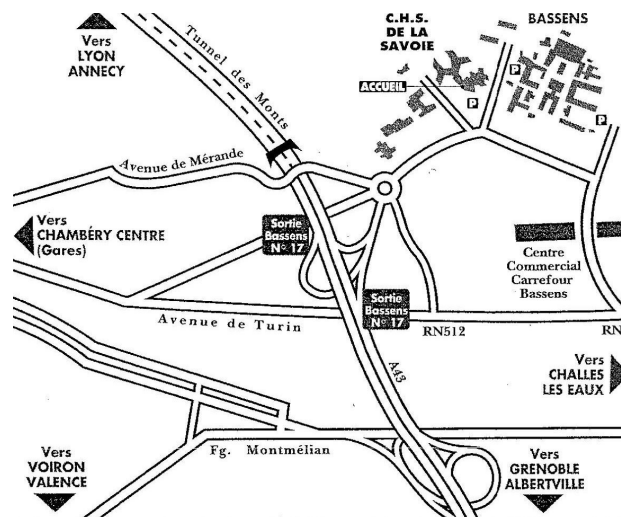 Vers
LYON
ANNECY
Tunnel des Monts
C.H.S.
DE LA
SAVOIE
BASSENS
P
ACCUEIL
P
P
Avenue de Mérande
Vers
CHAMBÉRY CENTRE
(Gares)
Sortie
Bassens
N° 17
Centre
Commercial
Carrefour
Bassens
Sortie
Bassens
N° 17
Avenue de Turin
RN512
RN
A43
Vers
CHALLES
LES EAUX
Vers
VOIRON
VALENCE
Fg. Montmélian
Vers
GRENOBLE
ALBERTVILLE